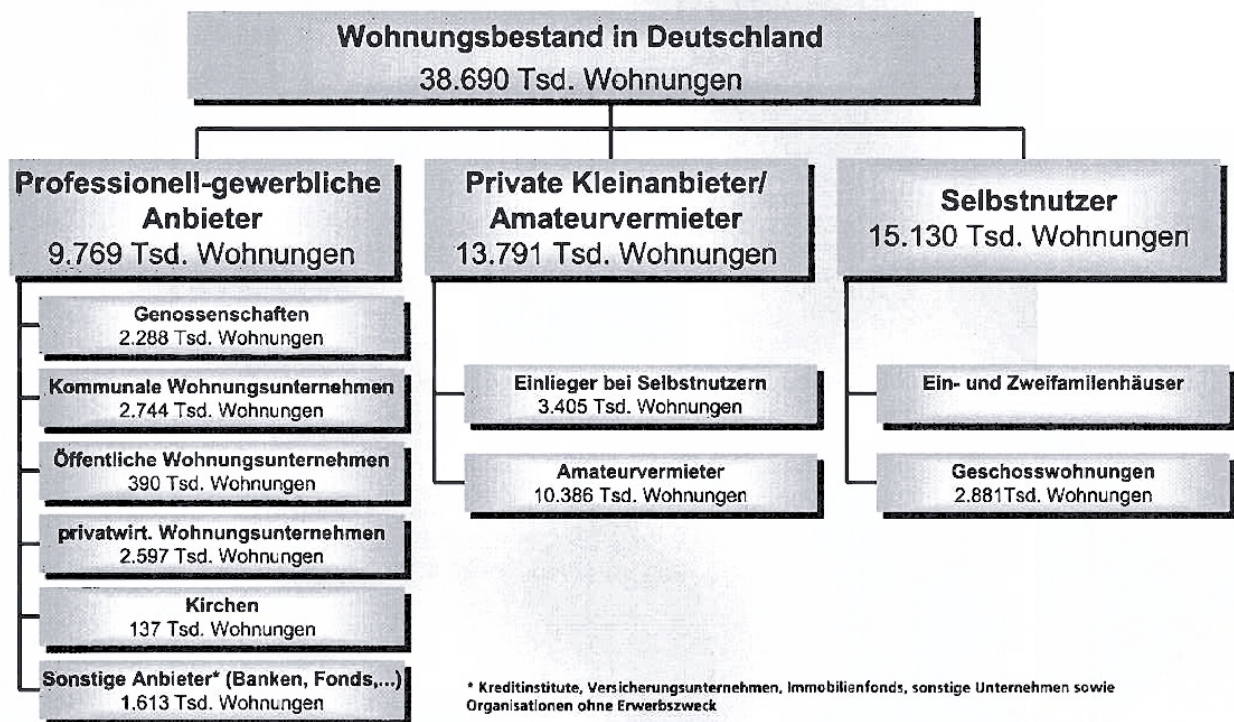 Wohnungsbestand in Deutschland
38.690 Tsd. Wohnungen
Professionell-gewerbliche
Anbieter
9.769 Tsd. Wohnungen
Genossenschaften
2.288 Tsd. Wohnungen
Kommunale Wohnungsunternehmen
2.744 Tsd. Wohnungen
Öffentliche Wohnungsunternehmen
390 Tsd. Wohnungen
privatwirt. Wohnungsunternehmen
2.597 Tsd. Wohnungen
Kirchen
137 Tsd. Wohnungen
Sonstige Anbieter* (Banken, Fonds,...)
1.613 Tsd. Wohnungen
Private Kleinanbieter/
Amateurvermieter
13.791 Tsd. Wohnungen
Einlieger bei Selbstnutzern
3.405 Tsd. Wohnungen
Amateurvermieter
10.386 Tsd. Wohnungen
Selbstnutzer
15.130 Tsd. Wohnungen
Ein- und Zweifamilenhäuser
Geschosswohnungen
2.881Tsd. Wohnungen
* Kreditinstitute, Versicherungsunternehmen, Immobilienfonds, sonstige Unternehmen sowie
Organisationen ohne Erwerbszweck